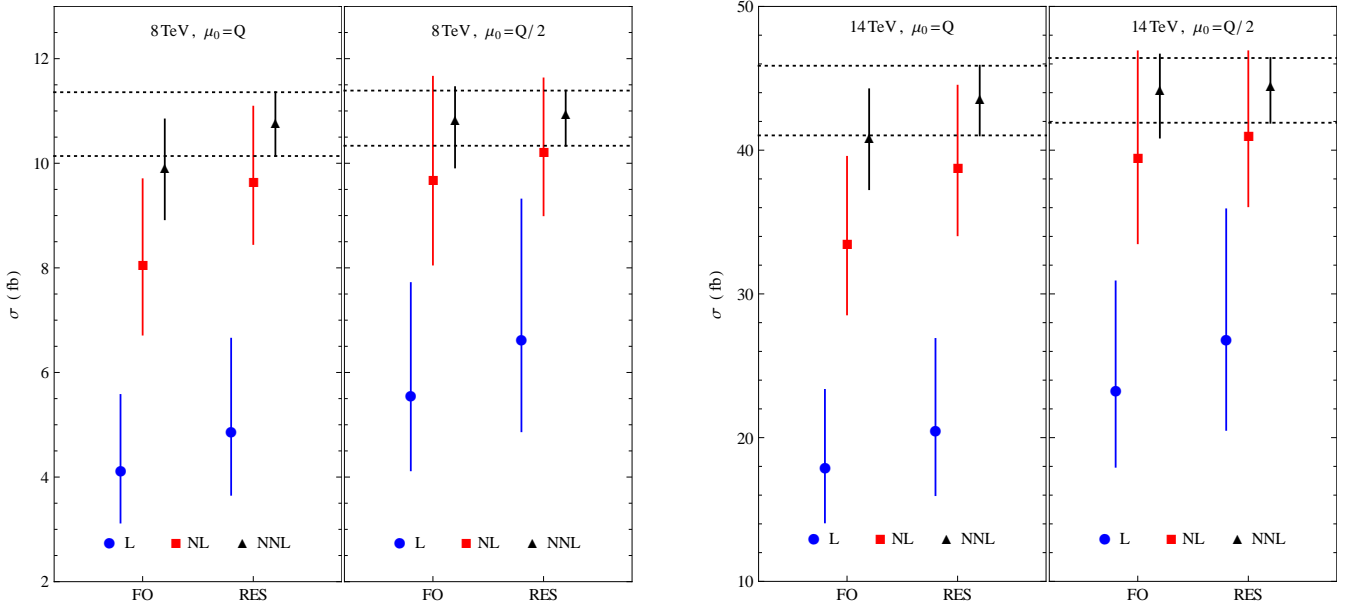 8 TeV, μ0=Q
8 TeV, μ0=Q/2
12
10
8
6
4
2
σ (fb)
L
NL
NNL
L
NL
NNL
FO
RES
FO
RES
14 TeV, μ0=Q
14 TeV, μ0=Q/2
50
40
30
20
10
σ (fb)
L
NL
NNL
L
NL
NNL
FO
RES
FO
RES